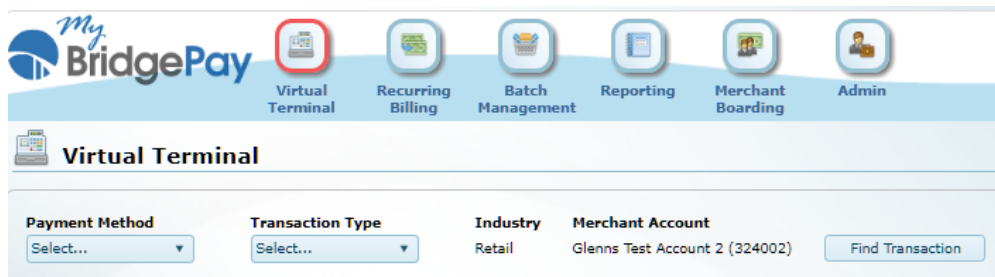 My
BridgePay
Virtual Terminal
Recurring Billing
Batch Management
Reporting
Merchant Boarding
Admin
Virtual Terminal
Payment Method Transaction Type Industry Merchant Account
Select... Select... Retail Glenns Test Account 2 (324002) Find Transaction